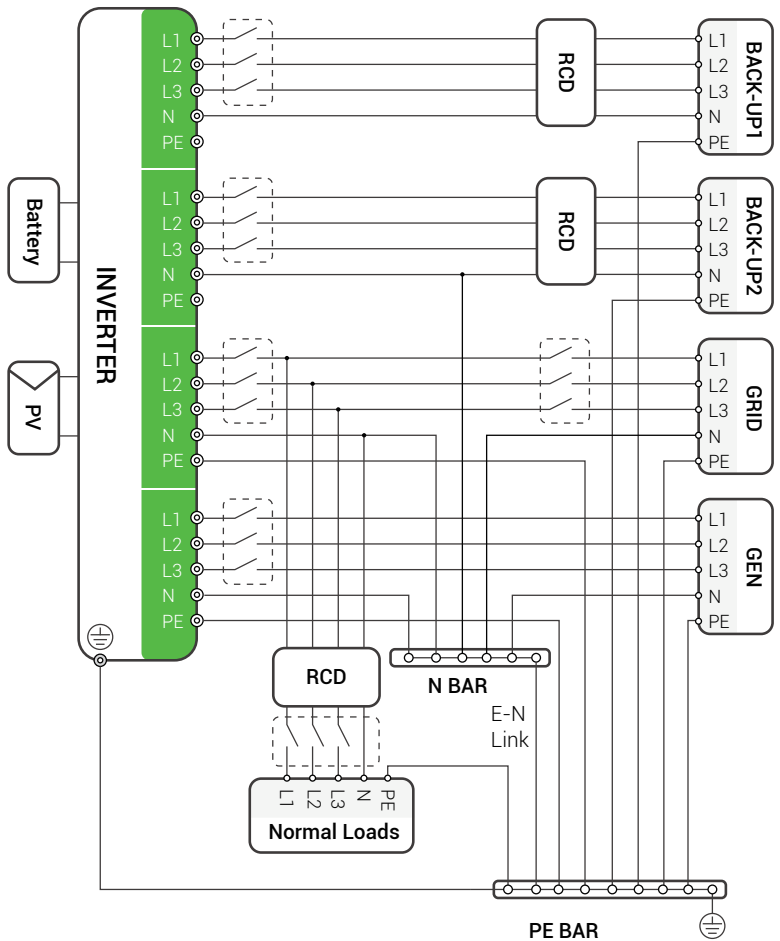 Battery
PV
INVERTER
L1
L2
L3
N
PE
L1
L2
L3
N
PE
L1
L2
L3
N
PE
L1
L2
L3
N
PE
RCD
RCD
L1
L2
L3
N
PE
BACK-UP1
L1
L2
L3
N
PE
BACK-UP2
L1
L2
L3
N
PE
GRID
L1
L2
L3
N
PE
GEN
RCD
N BAR
E-N
Link
L1 L2 L3 N PE
Normal Loads
PE BAR